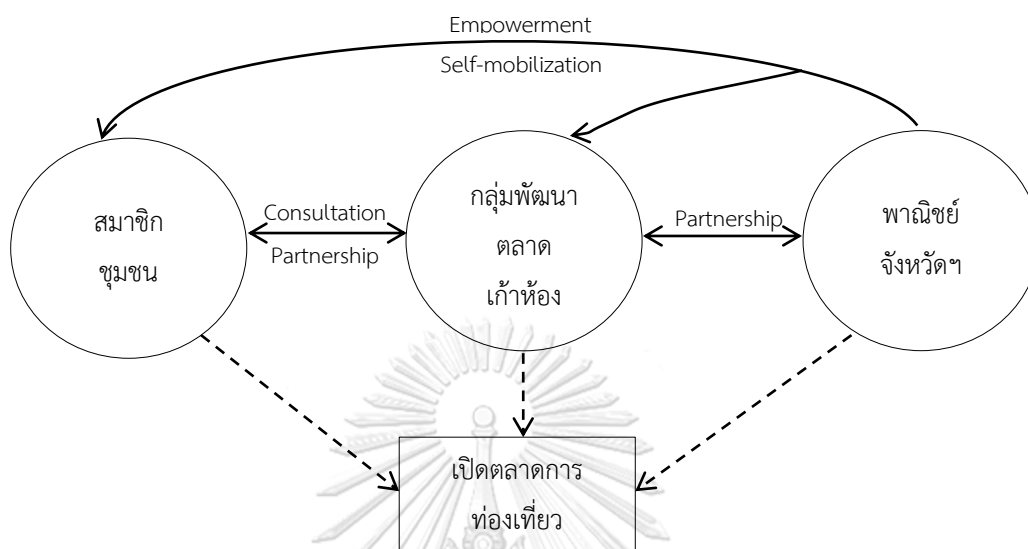 Empowerment
Self-mobilization
สมาชิก
ชุมชน
Consultation
Partnership
กลุ่มพัฒนา
ตลาด
เก้าห้อง
Partnership
พาณิชย์
จังหวัดฯ
เปิดตลาดการ
ท่องเที่ยว